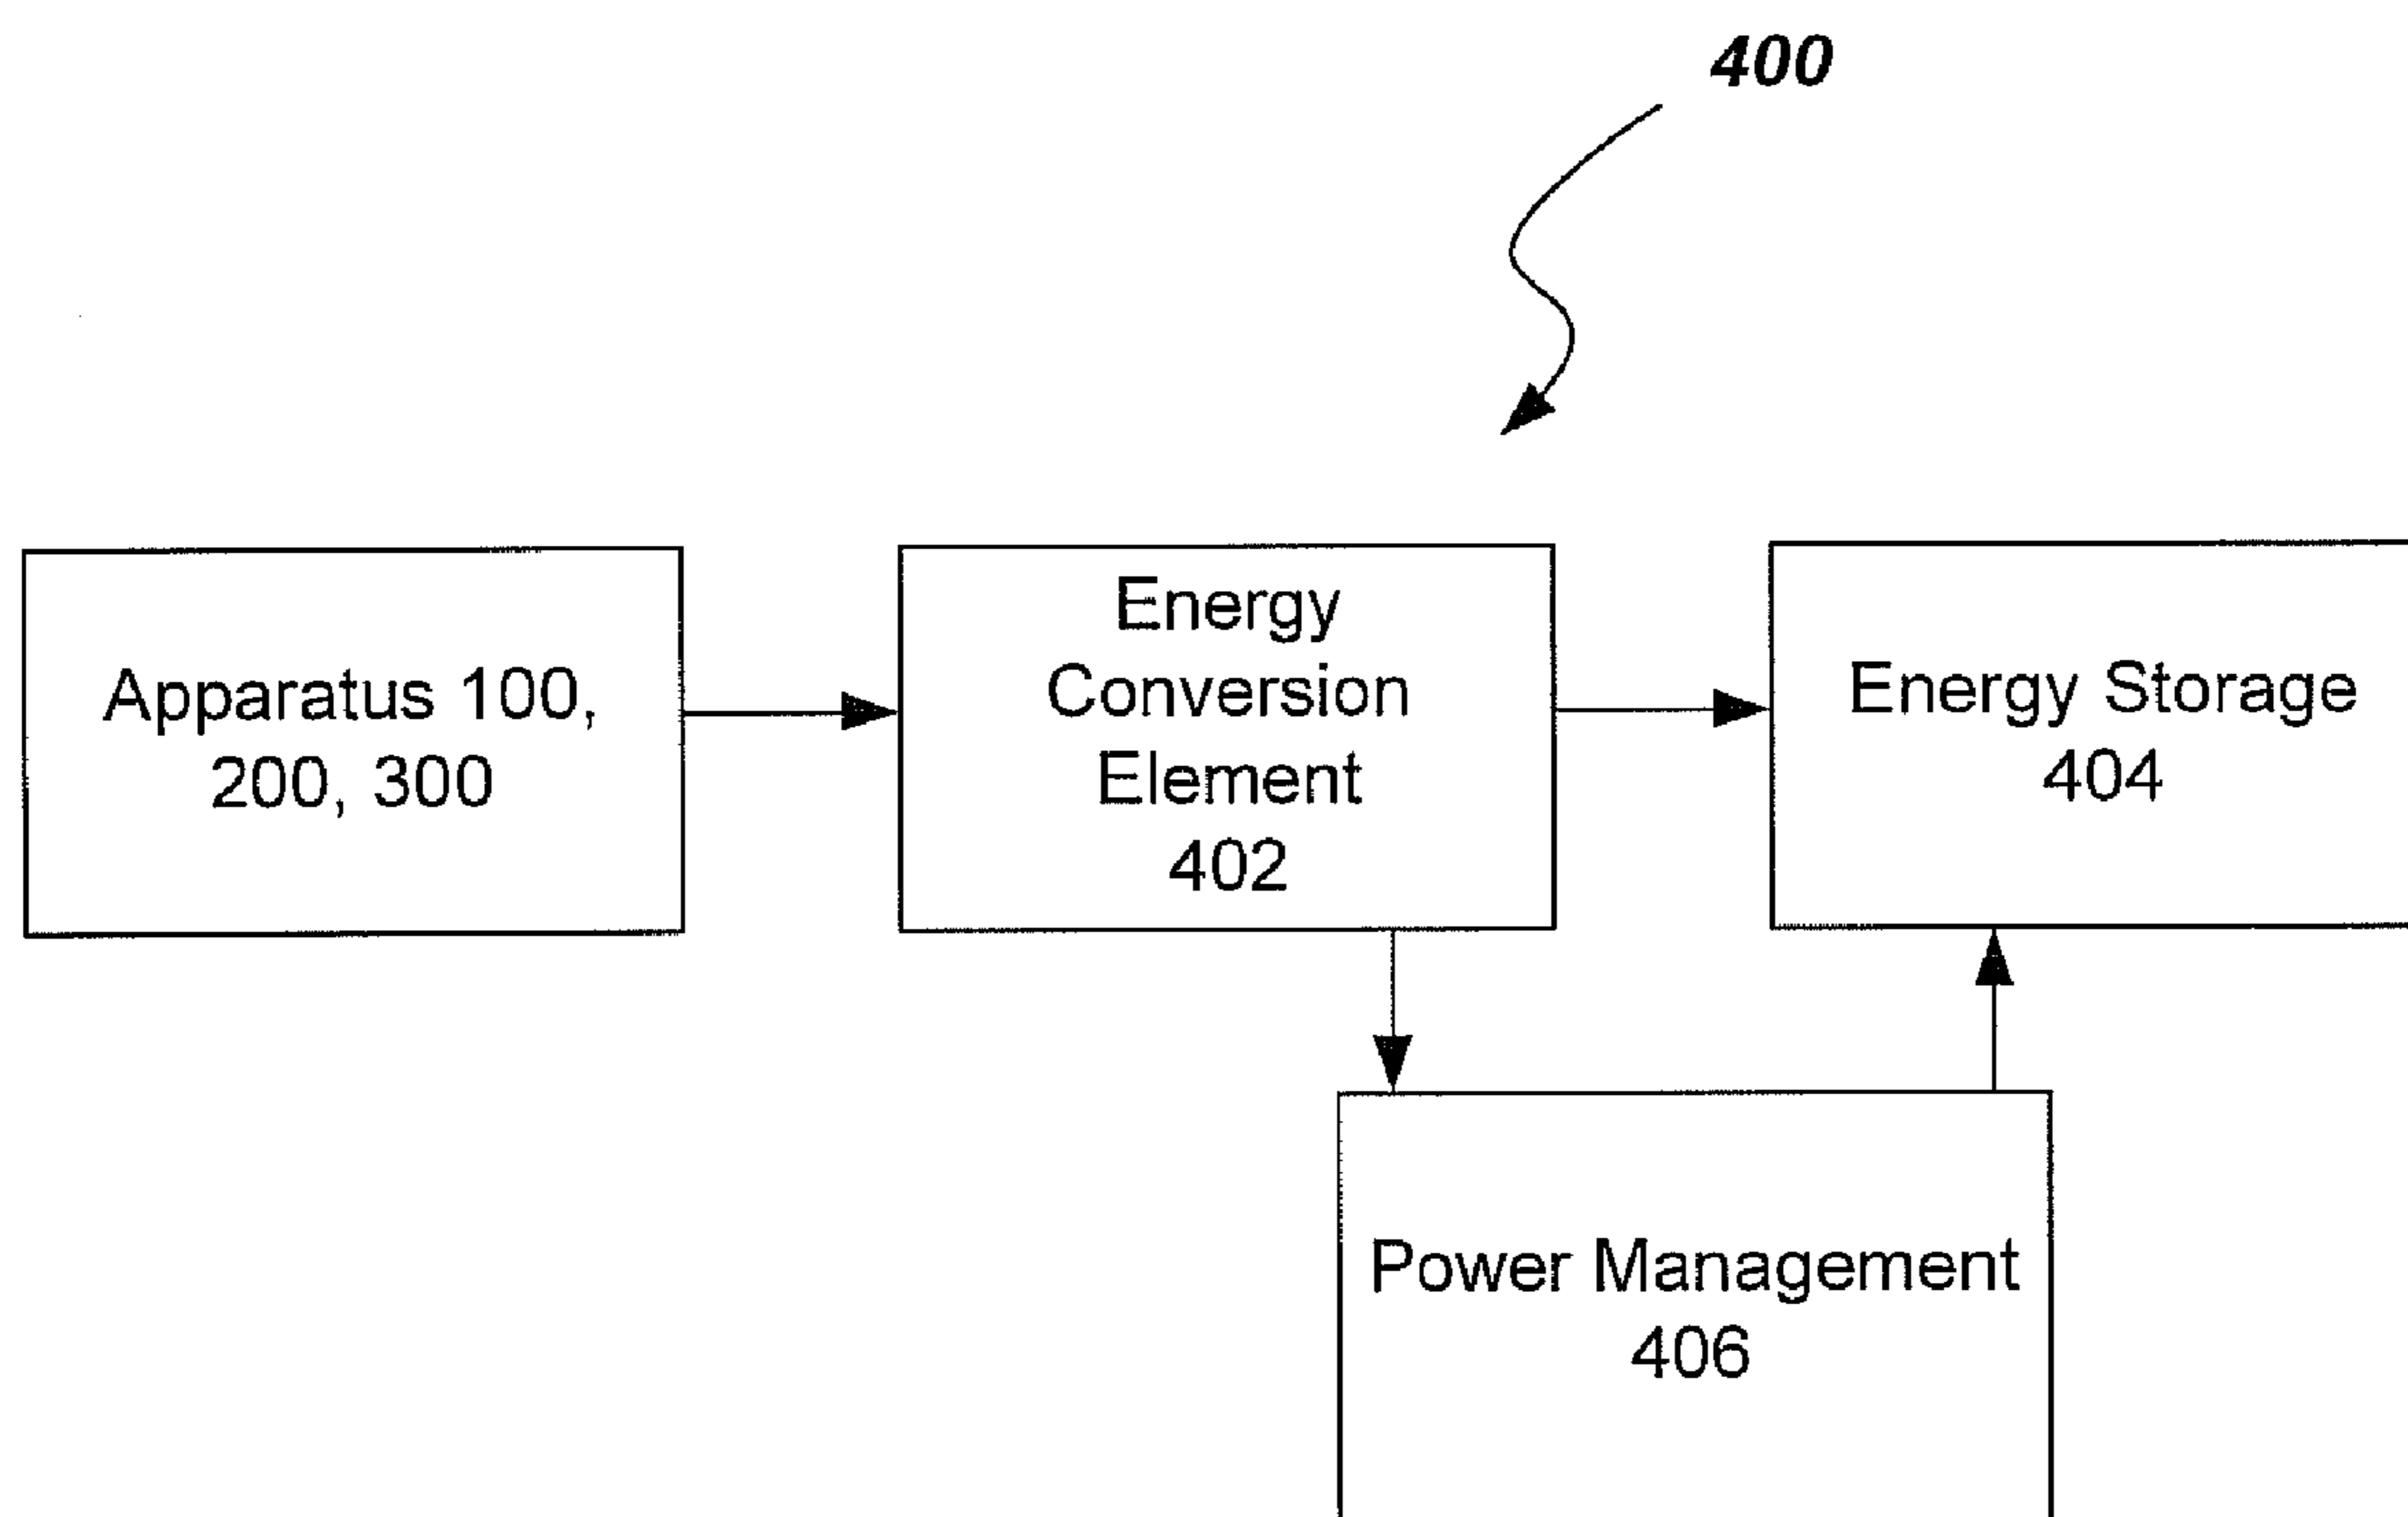 400
Apparatus 100,
200, 300
Energy
Conversion
Element
402
Energy Storage
404
Power Management
406